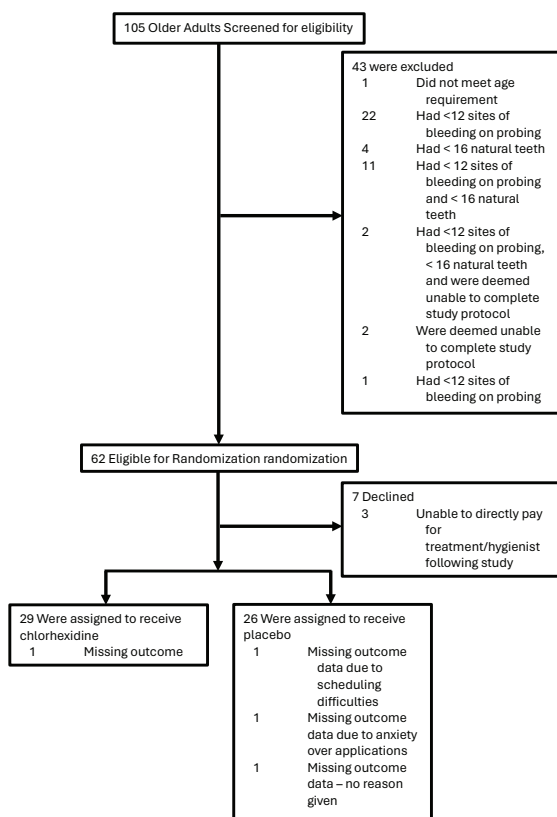 105 Older Adults Screened for eligibility
43 were excluded
1 Did not meet age
requirement
22 Had <12 sites of
bleeding on probing
4 Had < 16 natural teeth
11 Had < 12 sites of
bleeding on probing
and < 16 natural
teeth
2 Had <12 sites of
bleeding on probing,
< 16 natural teeth
and were deemed
unable to complete
study protocol
2 Were deemed unable
to complete study
protocol
1 Had <12 sites of
bleeding on probing
62 Eligible for Randomization randomization
7 Declined
3 Unable to directly pay
for
treatment/hygienist
following study
29 Were assigned to receive
chlorhexidine
1 Missing outcome
26 Were assigned to receive
placebo
1 Missing outcome
data due to
scheduling
difficulties
1 Missing outcome
data due to anxiety
over applications
1 Missing outcome
data – no reason
given